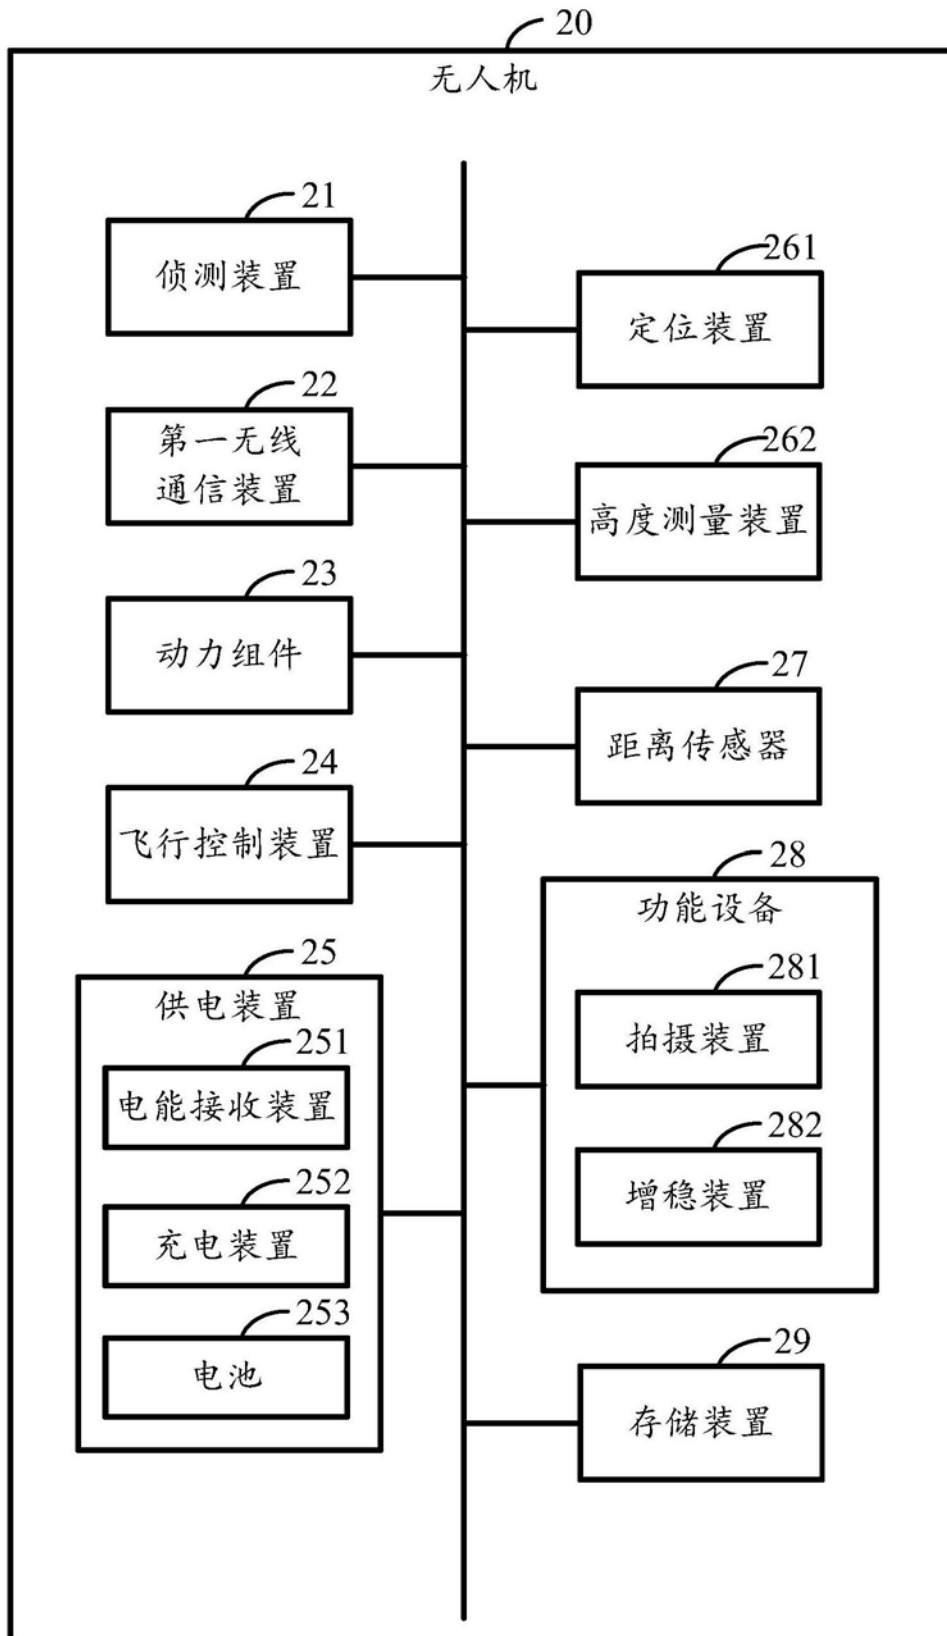 20
无人机
21
侦测装置
22
第一无线
通信装置
23
动力组件
24
飞行控制装置
25
供电装置
251
电能接收装置
252
充电装置
253
电池
261
定位装置
262
高度测量装置
27
距离传感器
28
功能设备
281
拍摄装置
282
增稳装置
29
存储装置